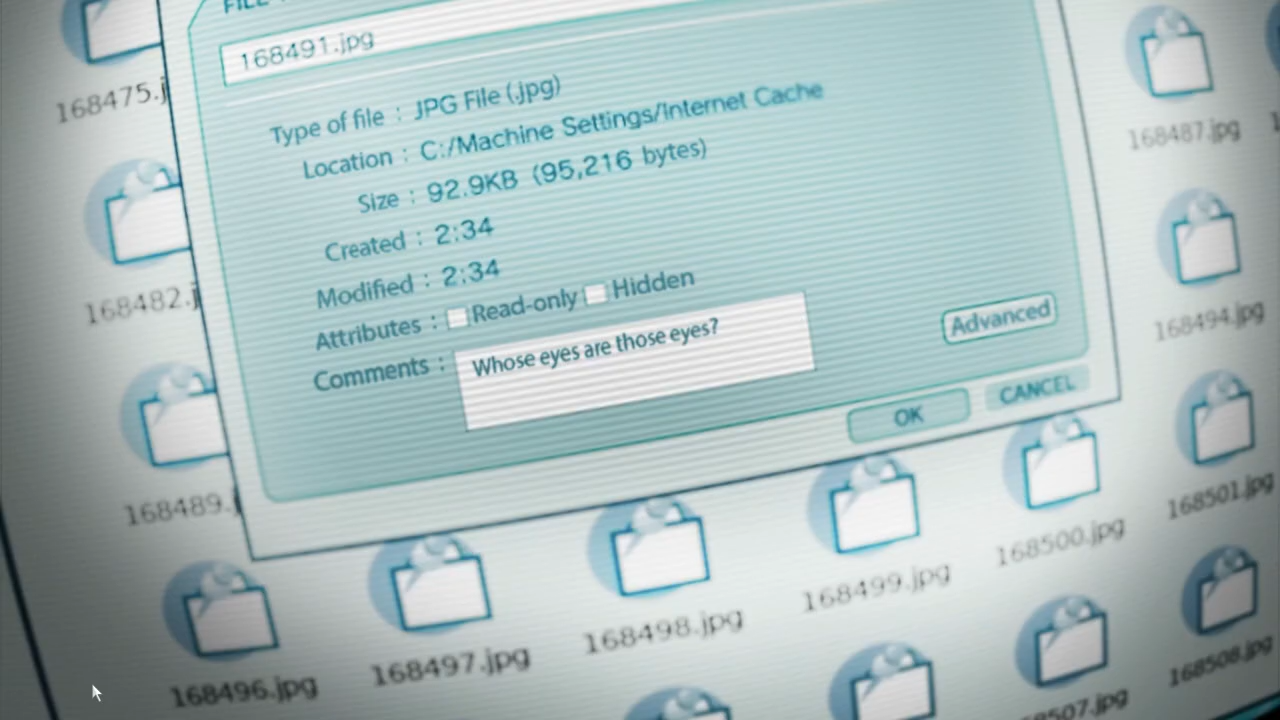 FILE
168491.jpg
Type of file : JPG File (.jpg)
Location : C:/Machine Settings/Internet Cache
Size : 92.9KB (95,216 bytes)
Created : 2:34
Modified : 2:34
Attributes : Read-only Hidden
Comments : Whose eyes are those eyes?
Advanced
OK CANCEL
168475.j
168487.jpg
168482.j
168494.jpg
168489.j
168496.jpg
168497.jpg
168498.jpg
168499.jpg
168500.jpg
168501.jpg
68507.jpg
168508.jpg